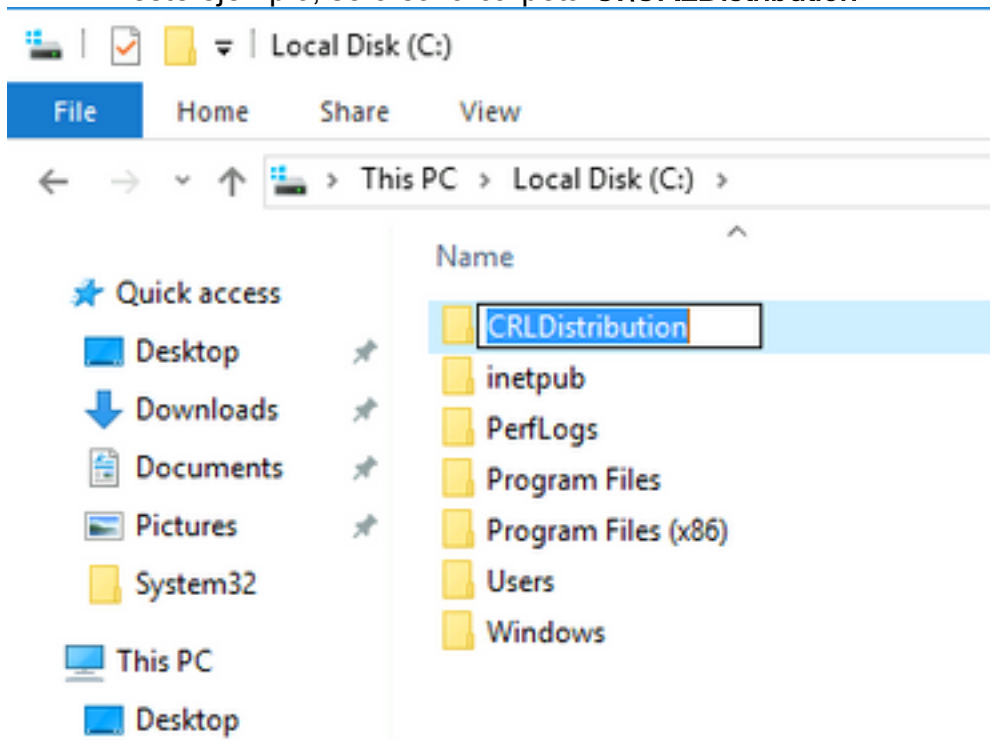 Local Disk (C:)
File Home Share View
This PC > Local Disk (C:) >
Name
Quick access
CRLDistribution
Desktop
inetpub
Downloads
PerfLogs
Documents
Program Files
Pictures
Program Files (x86)
System32
Users
Windows
This PC
Desktop